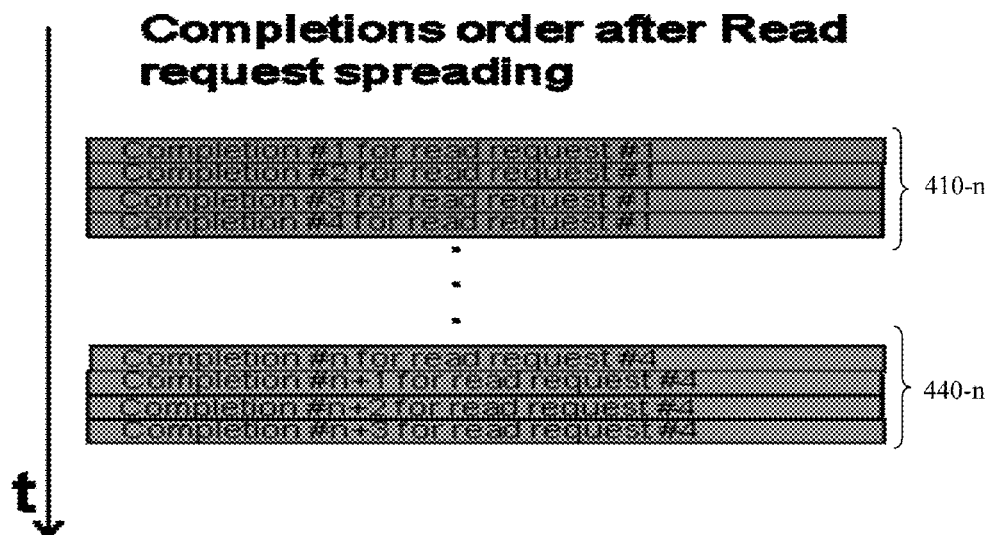 Completions order after Read
request spreading
Completion #1 for read request #1
Completion #2 for read request #1
Completion #3 for read request #1
Completion #4 for read request #1
410-n
Completion #n for read request #4
Completion #n+1 for read request #4
Completion #n+2 for read request #4
Completion #n+3 for read request #4
440-n
t